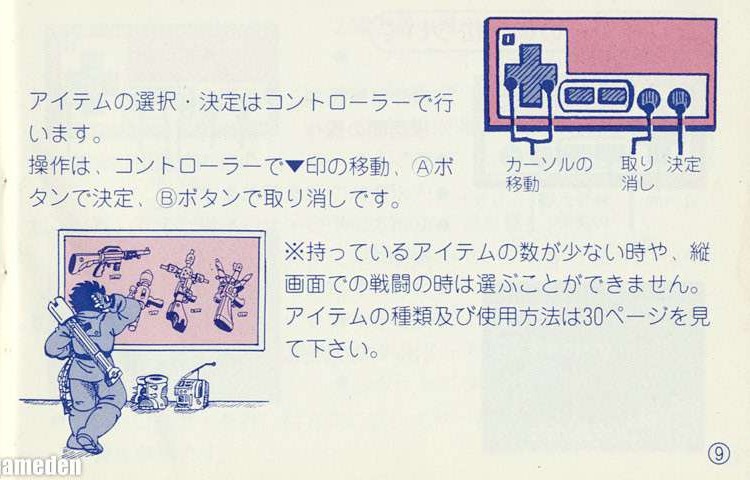 アイテムの選択・決定はコントローラーで行
います。
操作は、コントローラーで▼印の移動、Ⓐボ
タンで決定、Ⓑボタンで取り消しです。
I
カーソルの
移動
取り
消し
決定
※持っているアイテムの数が少ない時や、縦
画面での戦闘の時は選ぶことができません。
アイテムの種類及び使用方法は30ページを見
て下さい。
⑨
ameden